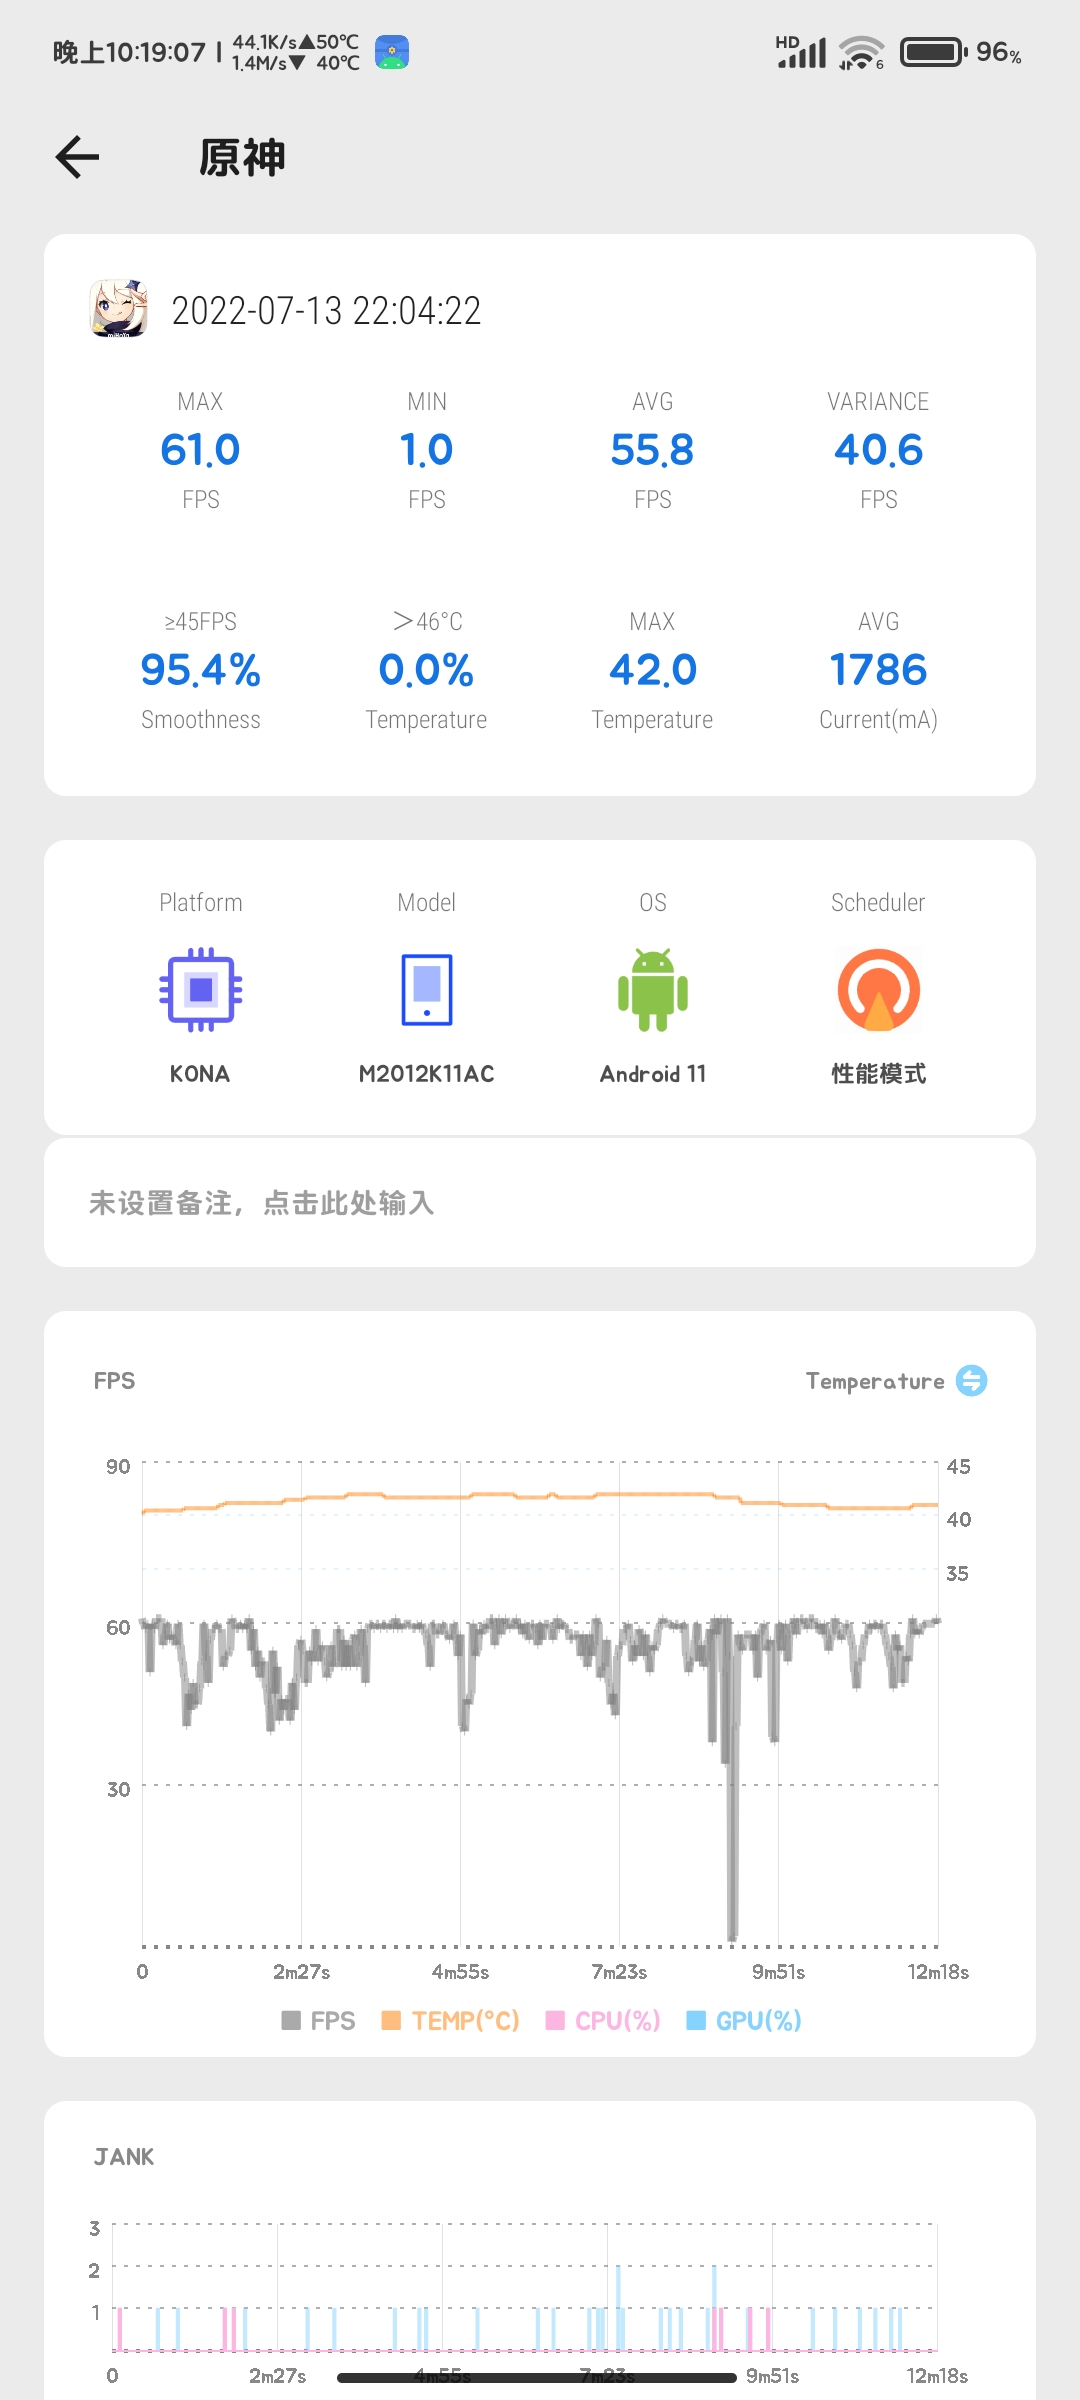 晚上10:19:07 | 44.1K/s▲50℃
1.4M/s▼ 40℃
HD 6 96%
原神
2022-07-13 22:04:22
MAX MIN AVG VARIANCE
61.0 1.0 55.8 40.6
FPS FPS FPS FPS
≥45FPS >46°C MAX AVG
95.4% 0.0% 42.0 1786
Smoothness Temperature Temperature Current(mA)
Platform Model OS Scheduler
KONA M2012K11AC Android 11 性能模式
未设置备注，点击此处输入
FPS Temperature
90 45
40
35
60
30
0 2m27s 4m55s 7m23s 9m51s 12m18s
FPS TEMP(°C) CPU(%) GPU(%)
JANK
3
2
1
0 2m27s 4m55s 7m23s 9m51s 12m18s